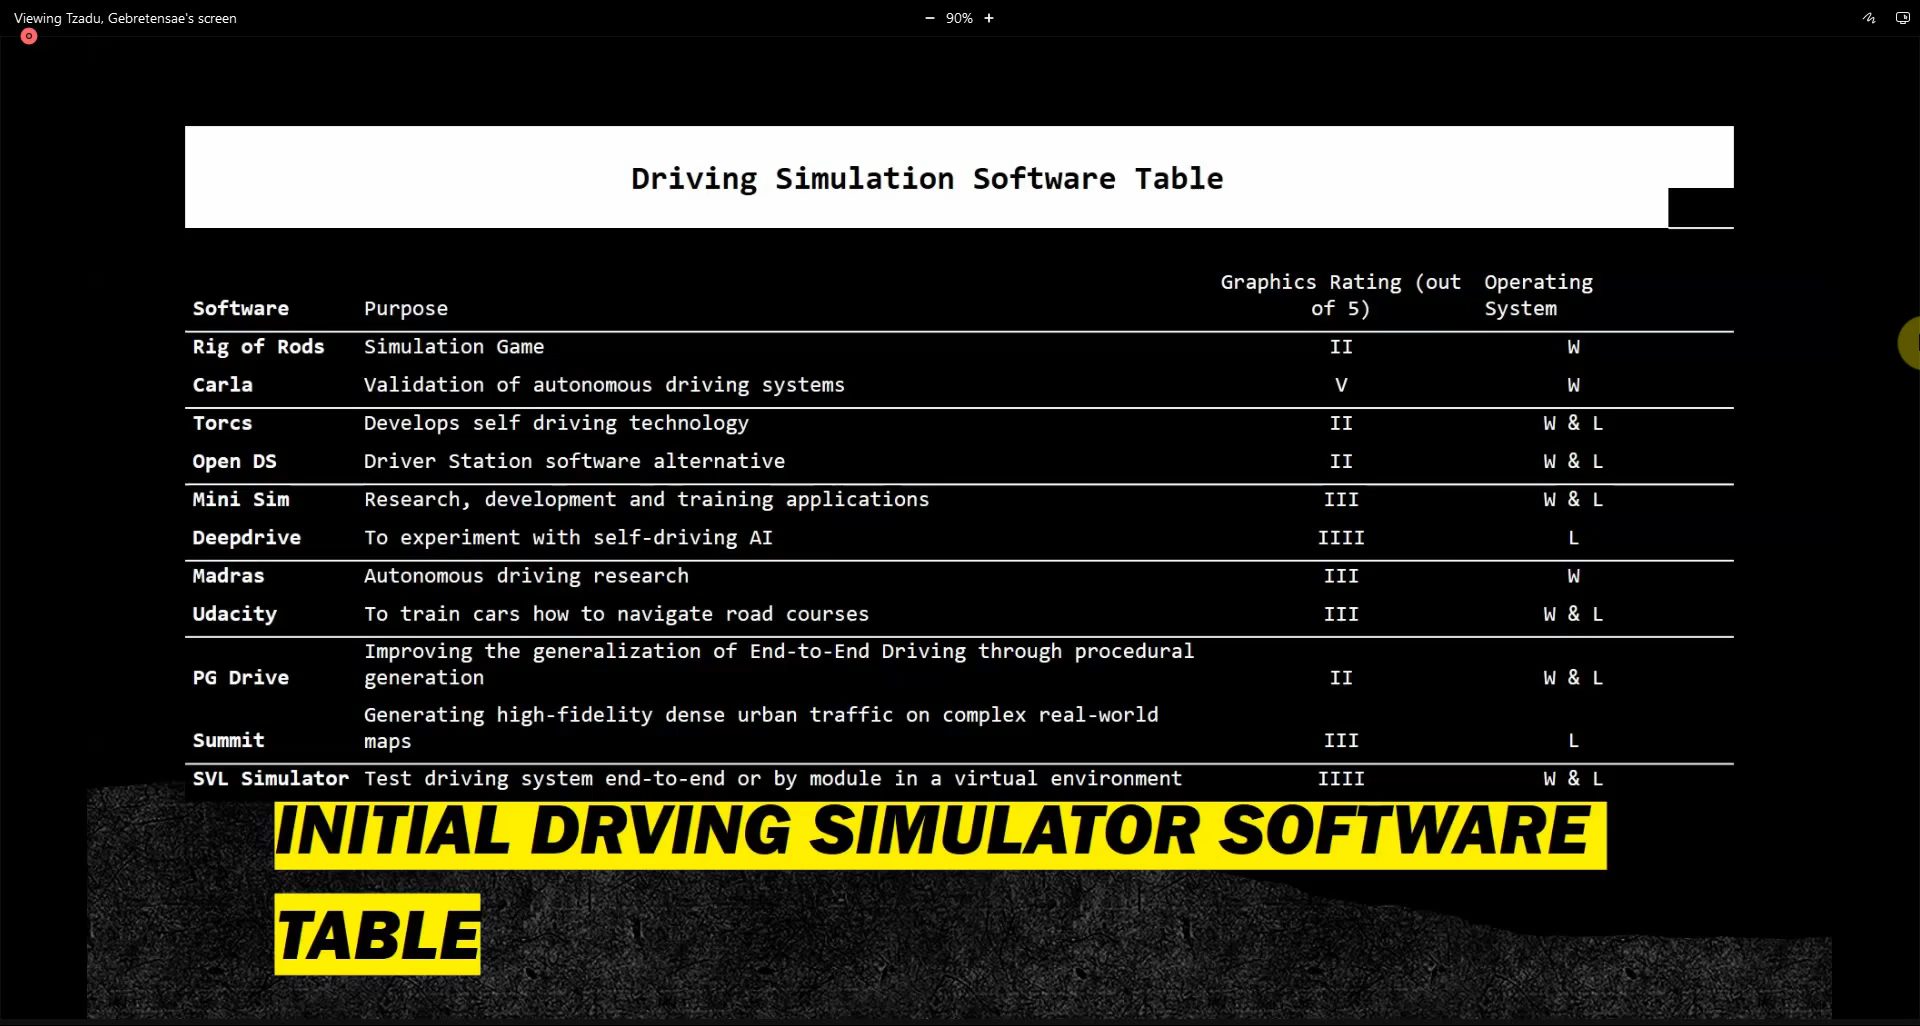 Viewing Tzadu, Gebretensae's screen
− 90% +
Driving Simulation Software Table
Software Purpose Graphics Rating (out of 5) Operating System
Rig of Rods Simulation Game II W
Carla Validation of autonomous driving systems V W
Torcs Develops self driving technology II W & L
Open DS Driver Station software alternative II W & L
Mini Sim Research, development and training applications III W & L
Deepdrive To experiment with self-driving AI IIII L
Madras Autonomous driving research III W
Udacity To train cars how to navigate road courses III W & L
PG Drive Improving the generalization of End-to-End Driving through procedural generation II W & L
Summit Generating high-fidelity dense urban traffic on complex real-world maps III L
SVL Simulator Test driving system end-to-end or by module in a virtual environment IIII W & L
INITIAL DRVING SIMULATOR SOFTWARE
TABLE